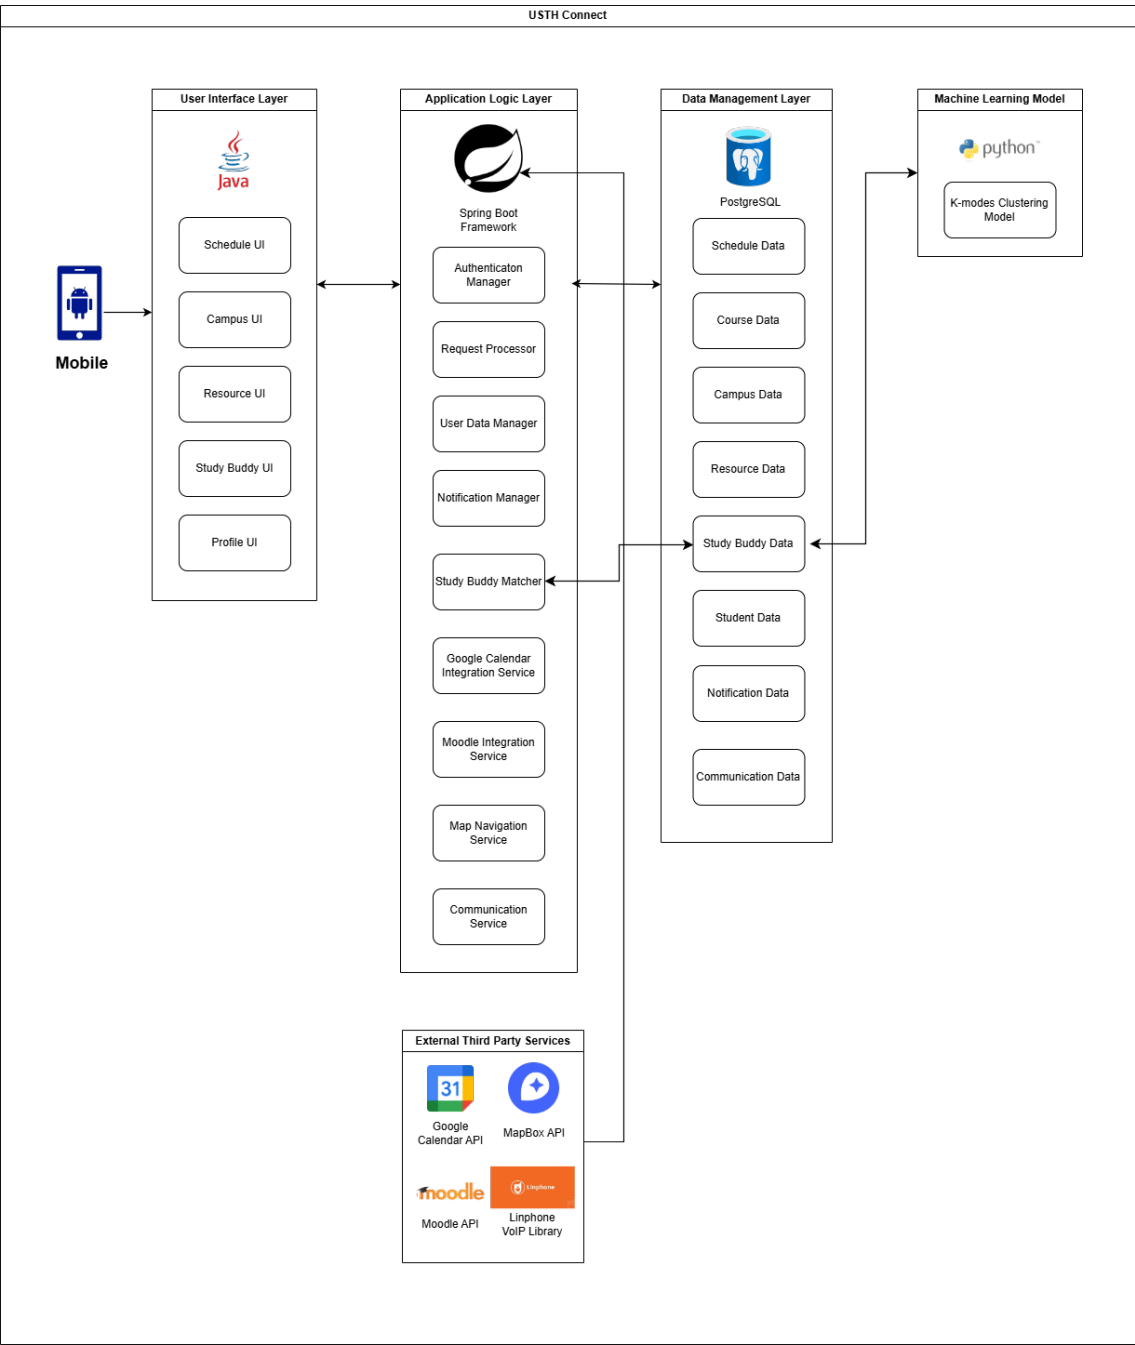 USTH Connect
User Interface Layer
Java
Schedule UI
Campus UI
Resource UI
Study Buddy UI
Profile UI
Mobile
Application Logic Layer
Spring Boot
Framework
Authenticaton
Manager
Request Processor
User Data Manager
Notification Manager
Study Buddy Matcher
Google Calendar
Integration Service
Moodle Integration
Service
Map Navigation
Service
Communication
Service
Data Management Layer
PostgreSQL
Schedule Data
Course Data
Campus Data
Resource Data
Study Buddy Data
Student Data
Notification Data
Communication Data
Machine Learning Model
python™
K-modes Clustering
Model
External Third Party Services
31
Google
Calendar API
MapBox API
moodle
Moodle API
Linphone
Linphone
VoIP Library